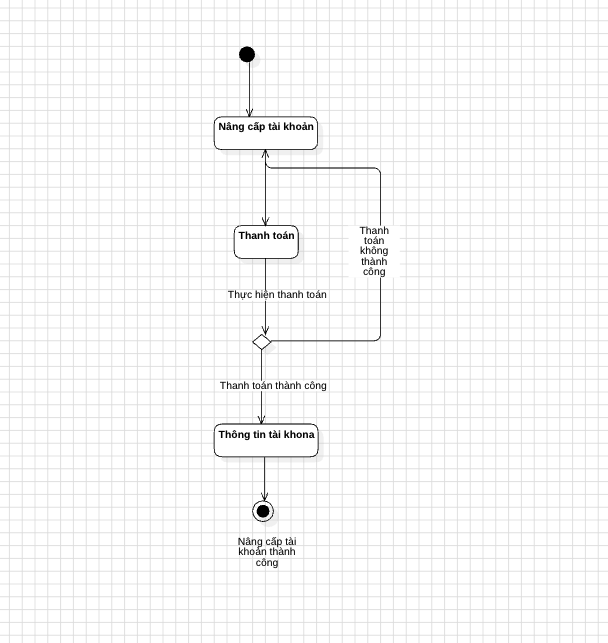 Nâng cấp tài khoản
Thanh toán
Thanh
toán
không
thành
công
Thực hiện thanh toán
Thanh toán thành công
Thông tin tài khona
Nâng cấp tài
khoản thành
công